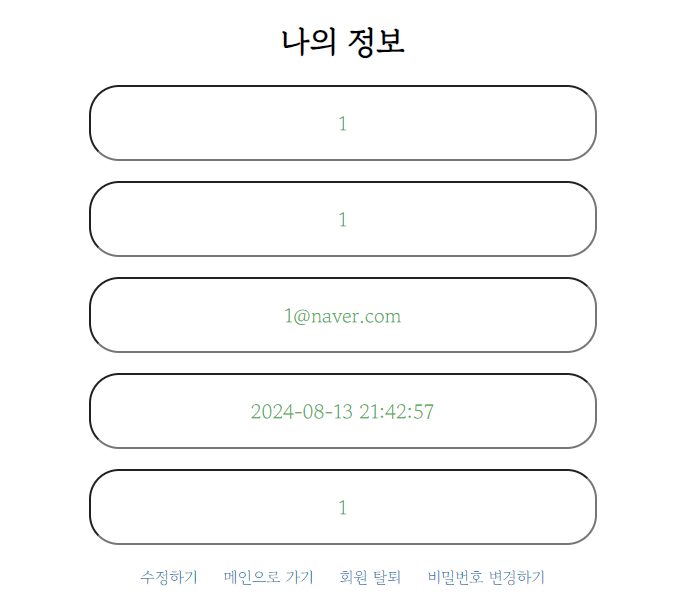 나의 정보
1
1
1@naver.com
2024-08-13 21:42:57
1
수정하기 메인으로 가기 회원 탈퇴 비밀번호 변경하기